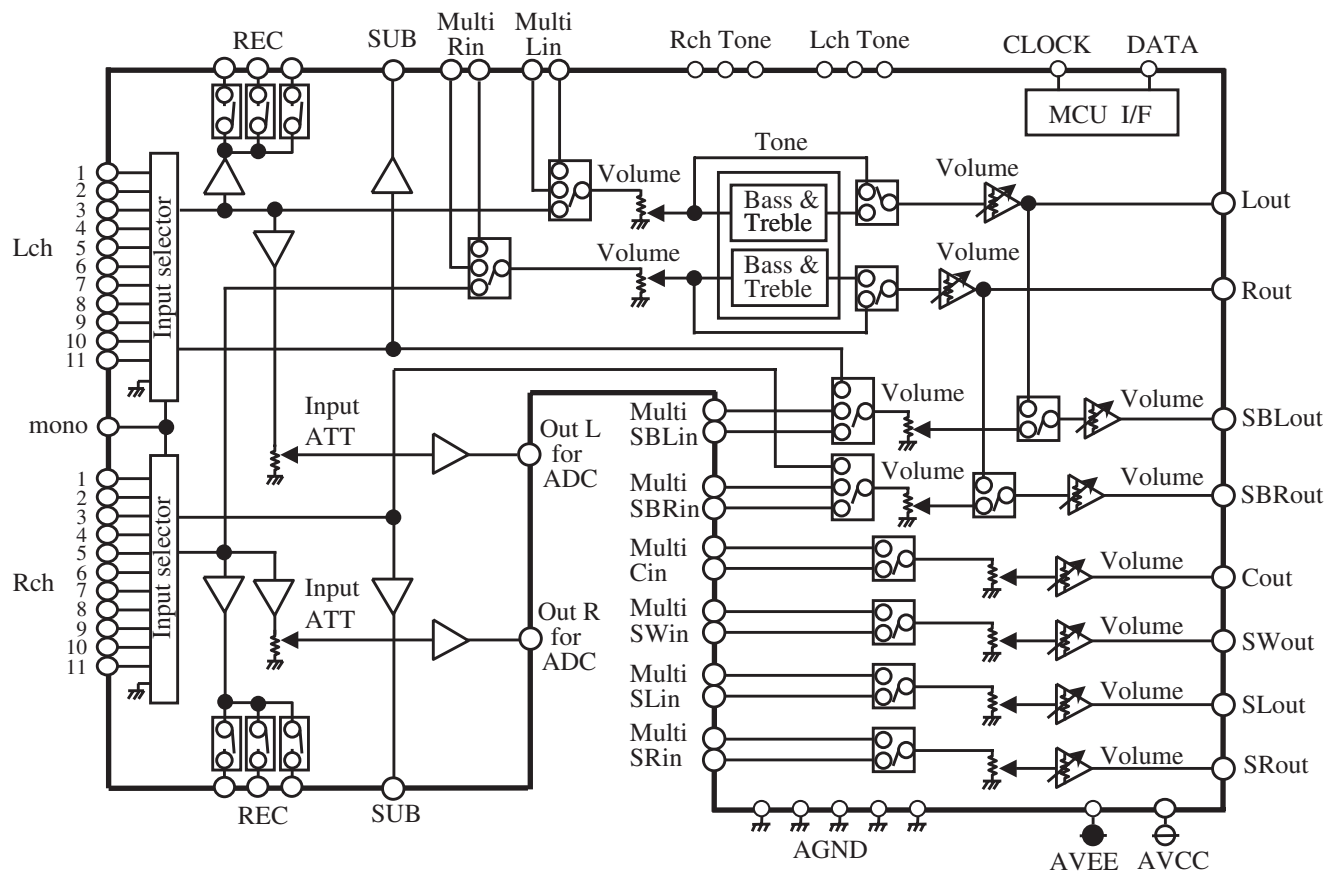 REC
SUB
Multi
Rin
Multi
Lin
Rch Tone
Lch Tone
CLOCK
DATA
MCU I/F
Lch
1
2
3
4
5
6
7
8
9
10
11
Input selector
mono
Rch
1
2
3
4
5
6
7
8
9
10
11
Input selector
Volume
Volume
Tone
Bass &
Treble
Bass &
Treble
Volume
Volume
Lout
Rout
Input
ATT
Out L
for
ADC
Input
ATT
Out R
for
ADC
Multi
SBLin
Volume
Volume
SBLout
Multi
SBRin
Volume
Volume
SBRout
Multi
Cin
Volume
Cout
Multi
SWin
Volume
SWout
Multi
SLin
Volume
SLout
Multi
SRin
Volume
SRout
REC
SUB
AGND
AVEE
AVCC